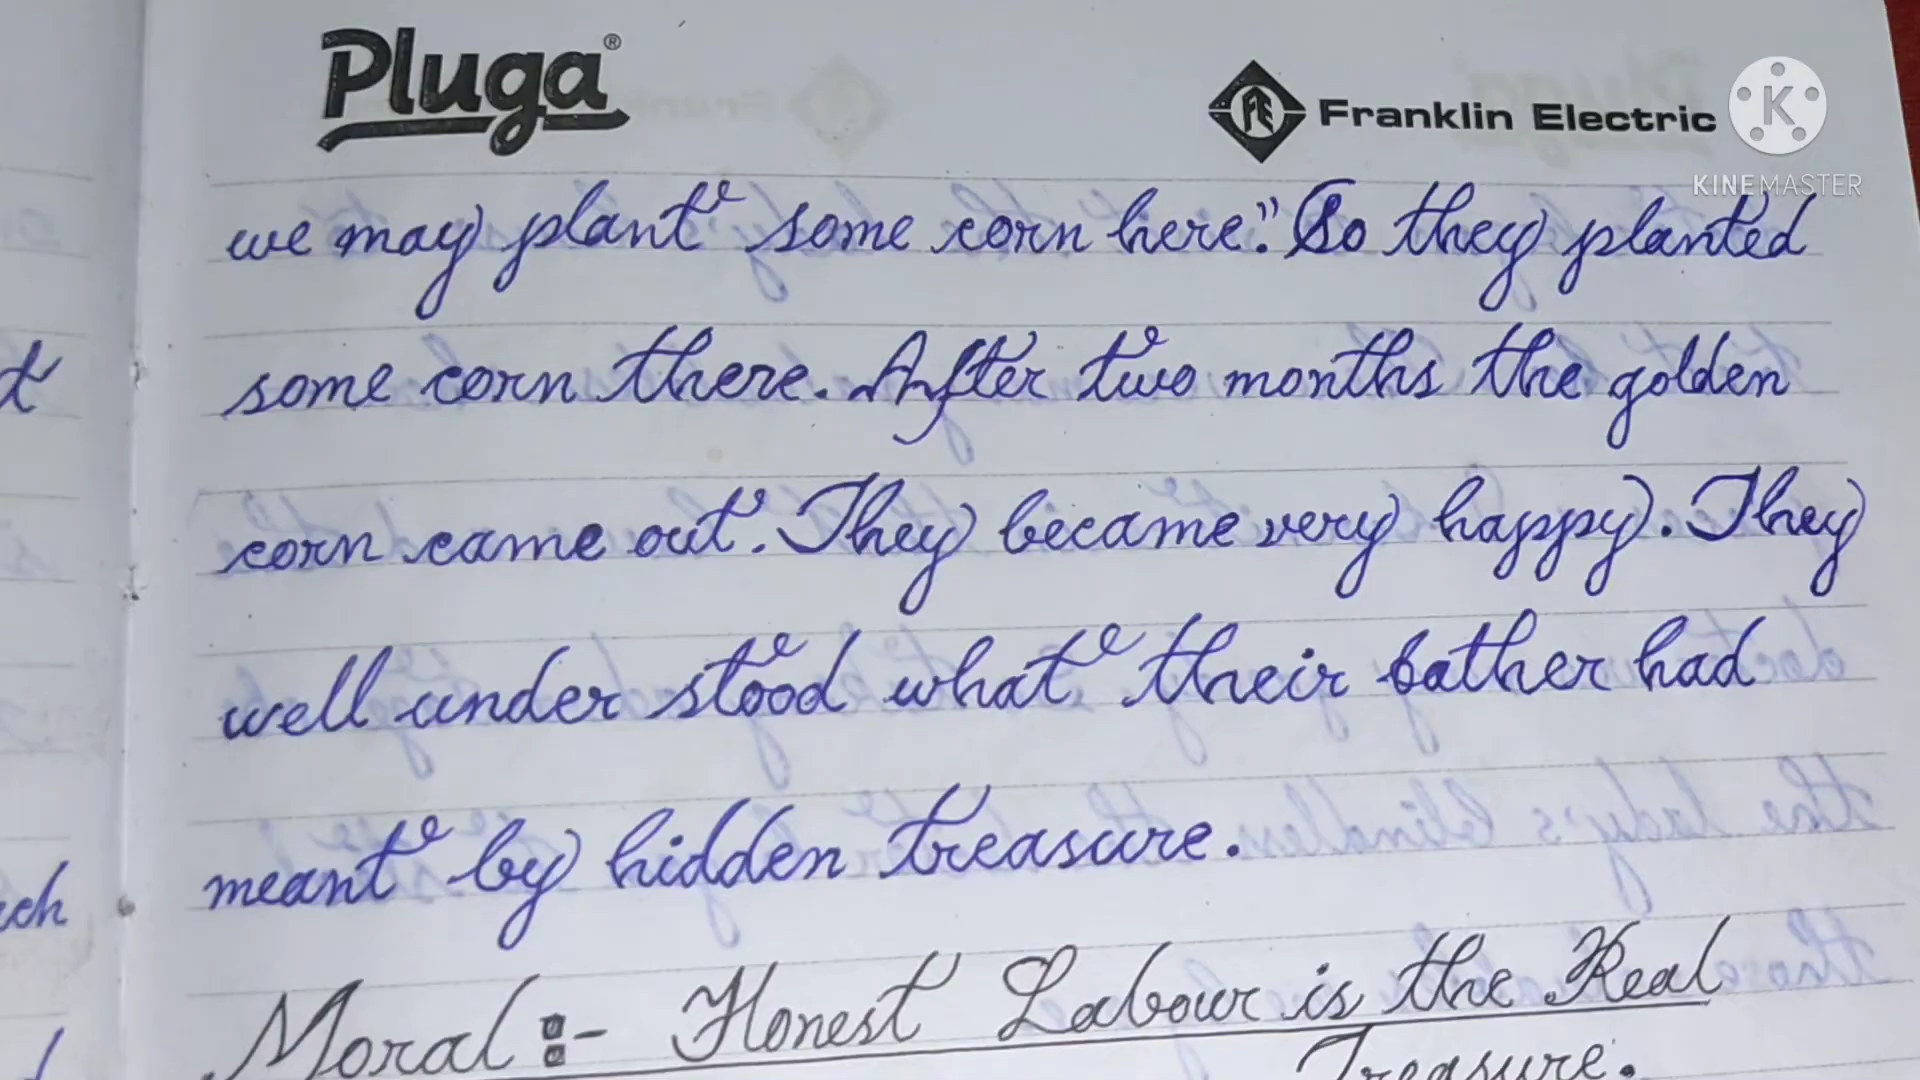 Pluga®
Franklin Electric
KINEMASTER
we may plant some corn here." So they planted
some corn there. After two months the golden
corn came out. They became very happy. They
well under stood what their father had
meant by hidden treasure.
Moral :- Honest Labour is the Real
Treasure.